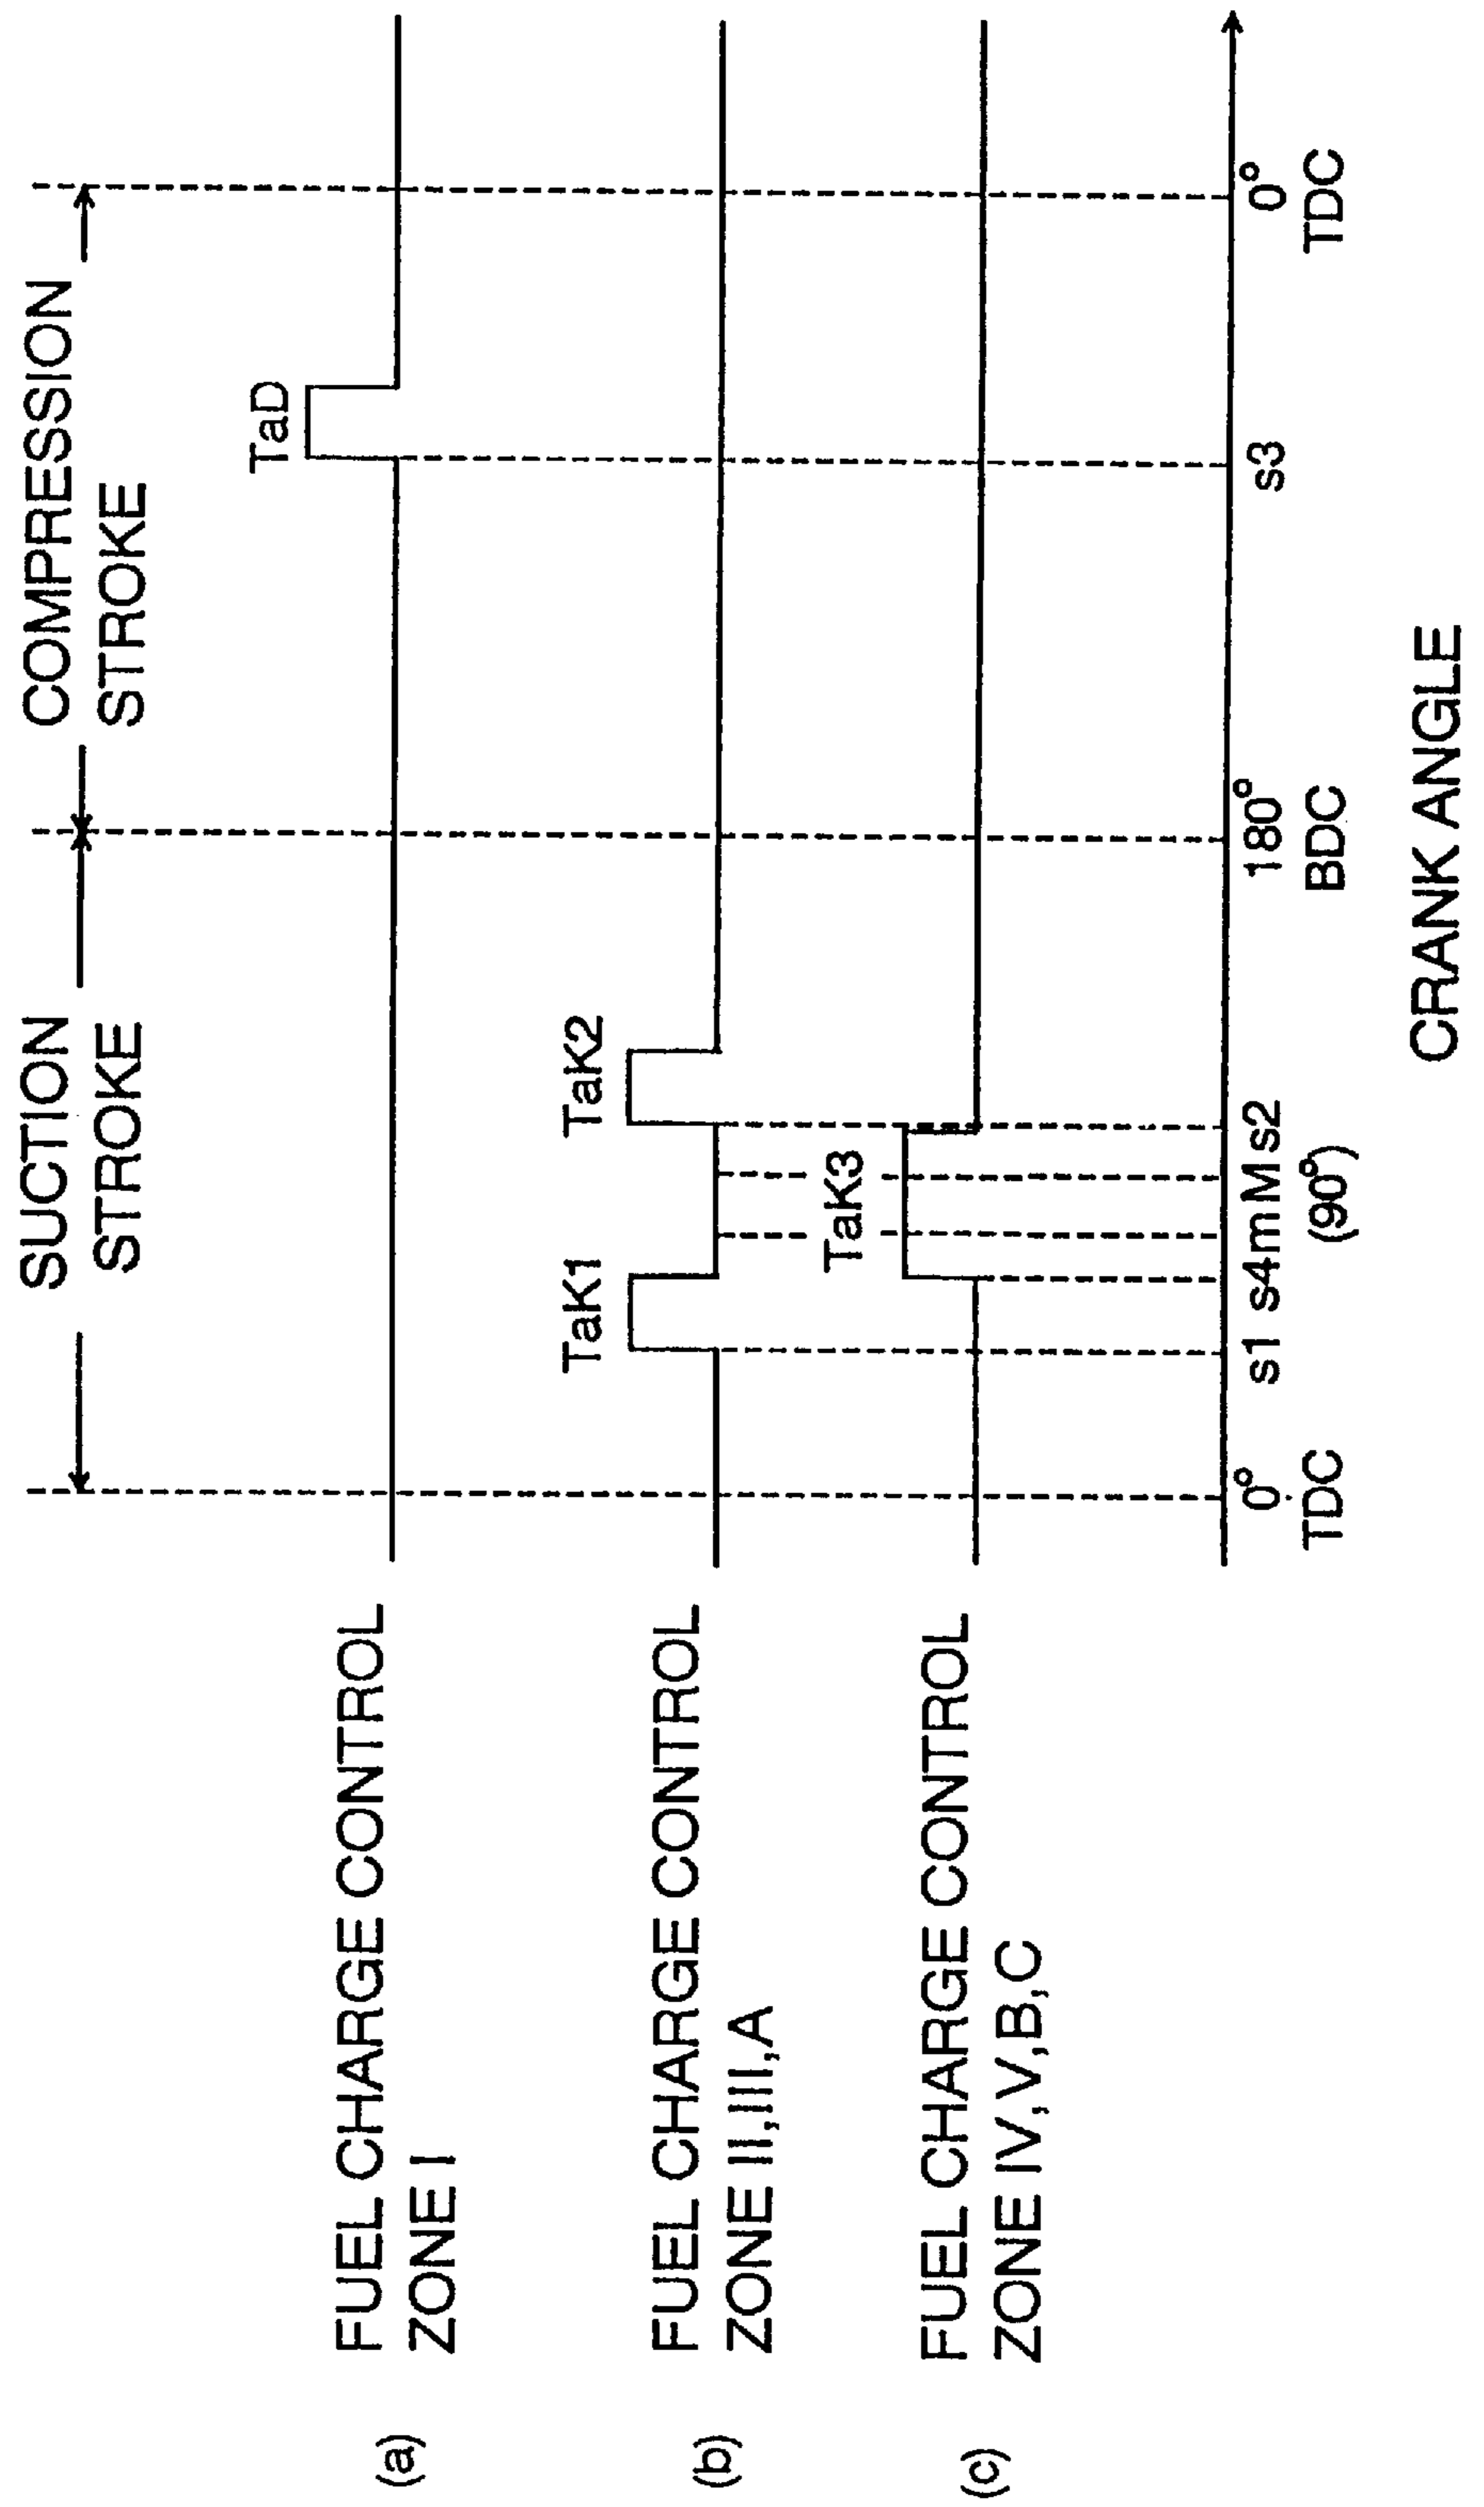 SUCTION
STROKE
COMPRESSION
STROKE
(a) FUEL CHARGE CONTROL
ZONE I
TaD
(b) FUEL CHARGE CONTROL
ZONE II,III,A
TaK1
TaK2
(c) FUEL CHARGE CONTROL
ZONE IV,V,B,C
TaK3
0° s1 s4 m M s2 180° s3 0°
TDC (90°) BDC TDC
CRANK ANGLE